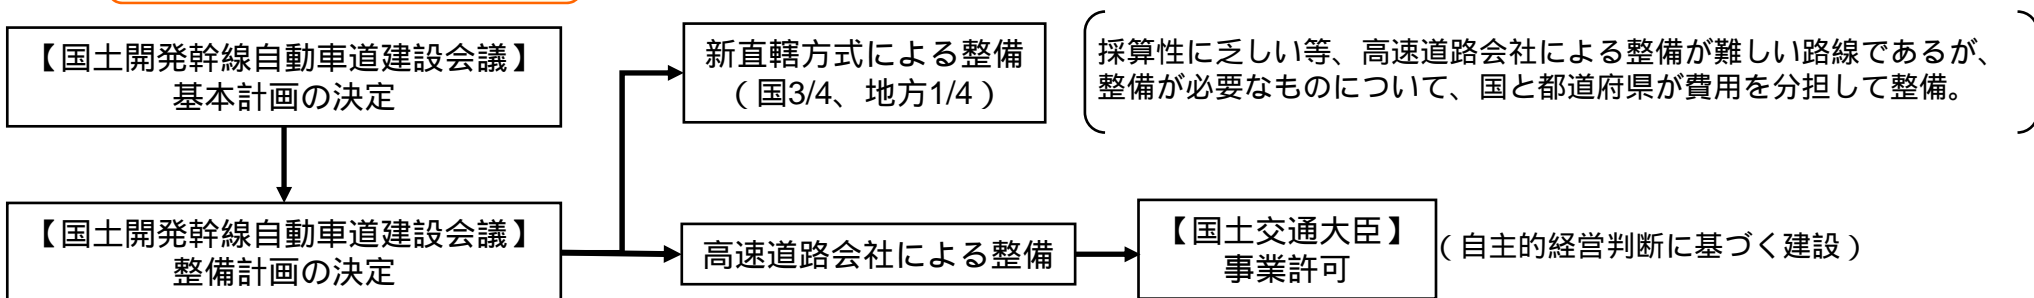 【国土開発幹線自動車道建設会議】
基本計画の決定
新直轄方式による整備
（国3/4、地方1/4）
採算性に乏しい等、高速道路会社による整備が難しい路線であるが、
整備が必要なものについて、国と都道府県が費用を分担して整備。
【国土開発幹線自動車道建設会議】
整備計画の決定
高速道路会社による整備
【国土交通大臣】
事業許可
（自主的経営判断に基づく建設）